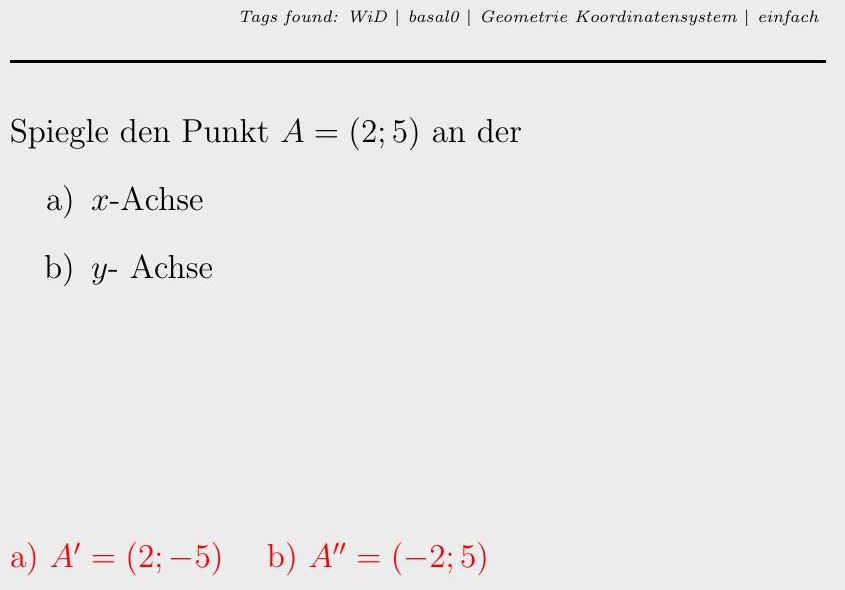 Tags found: WiD | basal0 | Geometrie Koordinatensystem | einfach
Spiegle den Punkt A = (2; 5) an der
a) x-Achse
b) y- Achse
a) A′ = (2; −5) b) A′′ = (−2; 5)